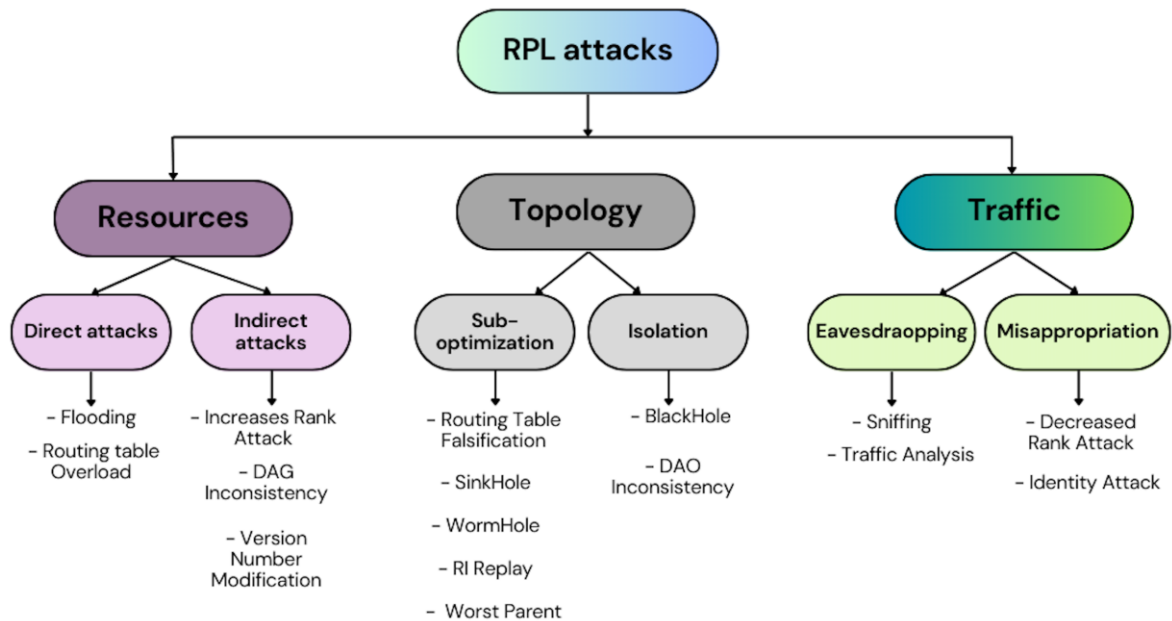 RPL attacks
Resources
Topology
Traffic
Direct attacks
Indirect
attacks
Sub-
optimization
Isolation
Eavesdraopping
Misappropriation
- Flooding
- Routing table
Overload
- Increases Rank
Attack
- DAG
Inconsistency
- Version
Number
Modification
- Routing Table
Falsification
- SinkHole
- WormHole
- RI Replay
- Worst Parent
- BlackHole
- DAO
Inconsistency
- Sniffing
- Traffic Analysis
- Decreased
Rank Attack
- Identity Attack